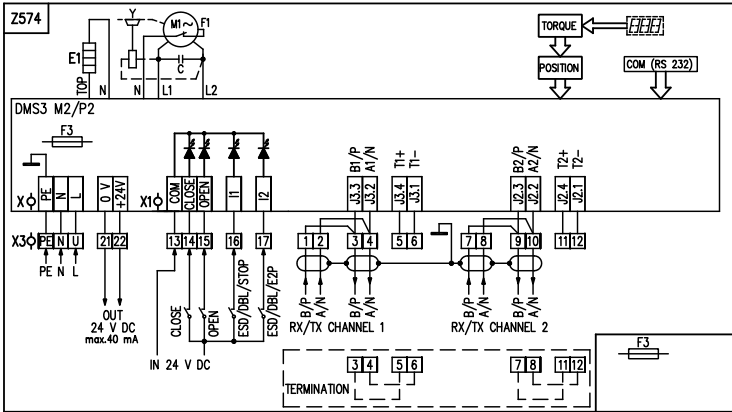 Z574
Y
M1~
F1
E1
C
TOP
N
N
L1
L2
TORQUE
POSITION
COM (RS 232)
DMS3 M2/P2
F3
X
PE
N
L
0 V
+24V
X1
COM
CLOSE
OPEN
I1
I2
B1/P
A1/N
T1+
T1-
B2/P
A2/N
T2+
T2-
J3.3
J3.2
J3.4
J3.1
J2.3
J2.2
J2.4
J2.1
X3
PE
N
U
21
22
13
14
15
16
17
1
2
3
4
5
6
7
8
9
10
11
12
PE N L
OUT
24 V DC
max.40 mA
CLOSE
OPEN
ESD/DBL/STOP
ESD/DBL/E2P
IN 24 V DC
B/P
A/N
B/P
A/N
RX/TX CHANNEL 1
B/P
A/N
B/P
A/N
RX/TX CHANNEL 2
TERMINATION
3
4
5
6
7
8
11
12
F3